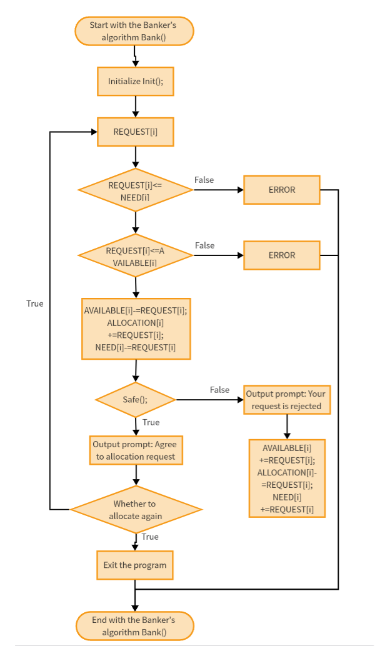 Start with the Banker's
algorithm Bank()
Initialize Init();
REQUEST[i]
REQUEST[i]<=
NEED[i]
False
ERROR
REQUEST[i]<=A
VAILABLE[i]
False
ERROR
AVAILABLE[i]-=REQUEST[i];
ALLOCATION[i]
+=REQUEST[i];
NEED[i]-=REQUEST[i]
True
Safe();
False
Output prompt: Your
request is rejected
True
Output prompt: Agree
to allocation request
AVAILABLE[i]
+=REQUEST[i];
ALLOCATION[i]-
=REQUEST[i];
NEED[i]
+=REQUEST[i]
Whether to
allocate again
True
Exit the program
End with the Banker's
algorithm Bank()